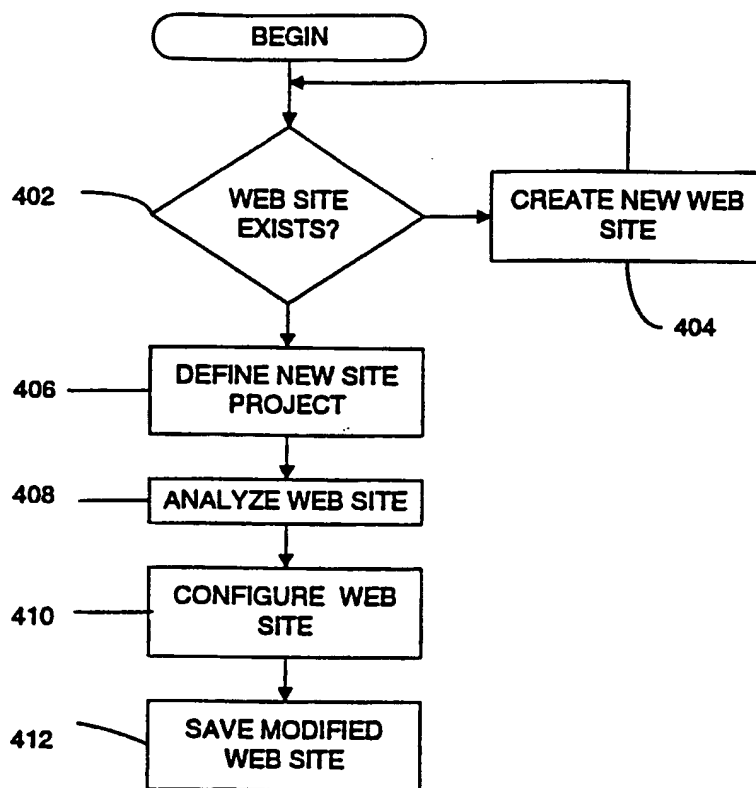 BEGIN
402
WEB SITE
EXISTS?
CREATE NEW WEB
SITE
404
406
DEFINE NEW SITE
PROJECT
408
ANALYZE WEB SITE
410
CONFIGURE WEB
SITE
412
SAVE MODIFIED
WEB SITE